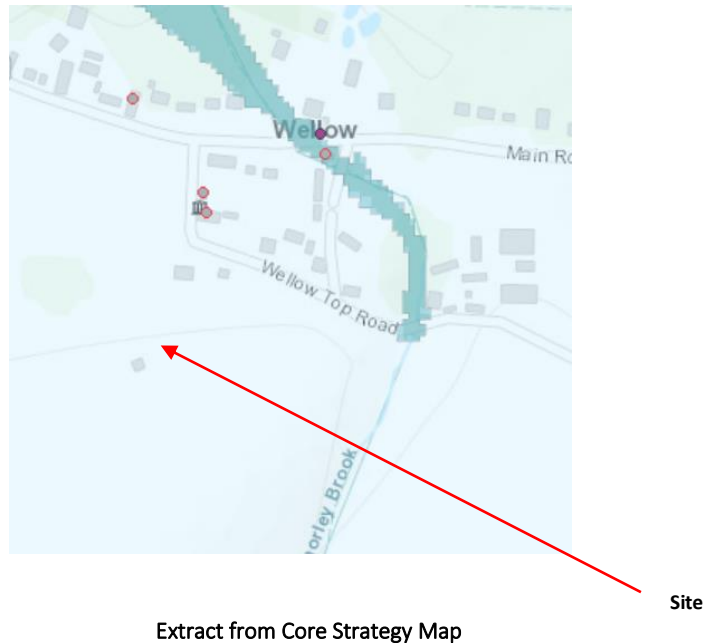 Wellow
Main Ro
Wellow Top Road
orley Brook
Site
Extract from Core Strategy Map